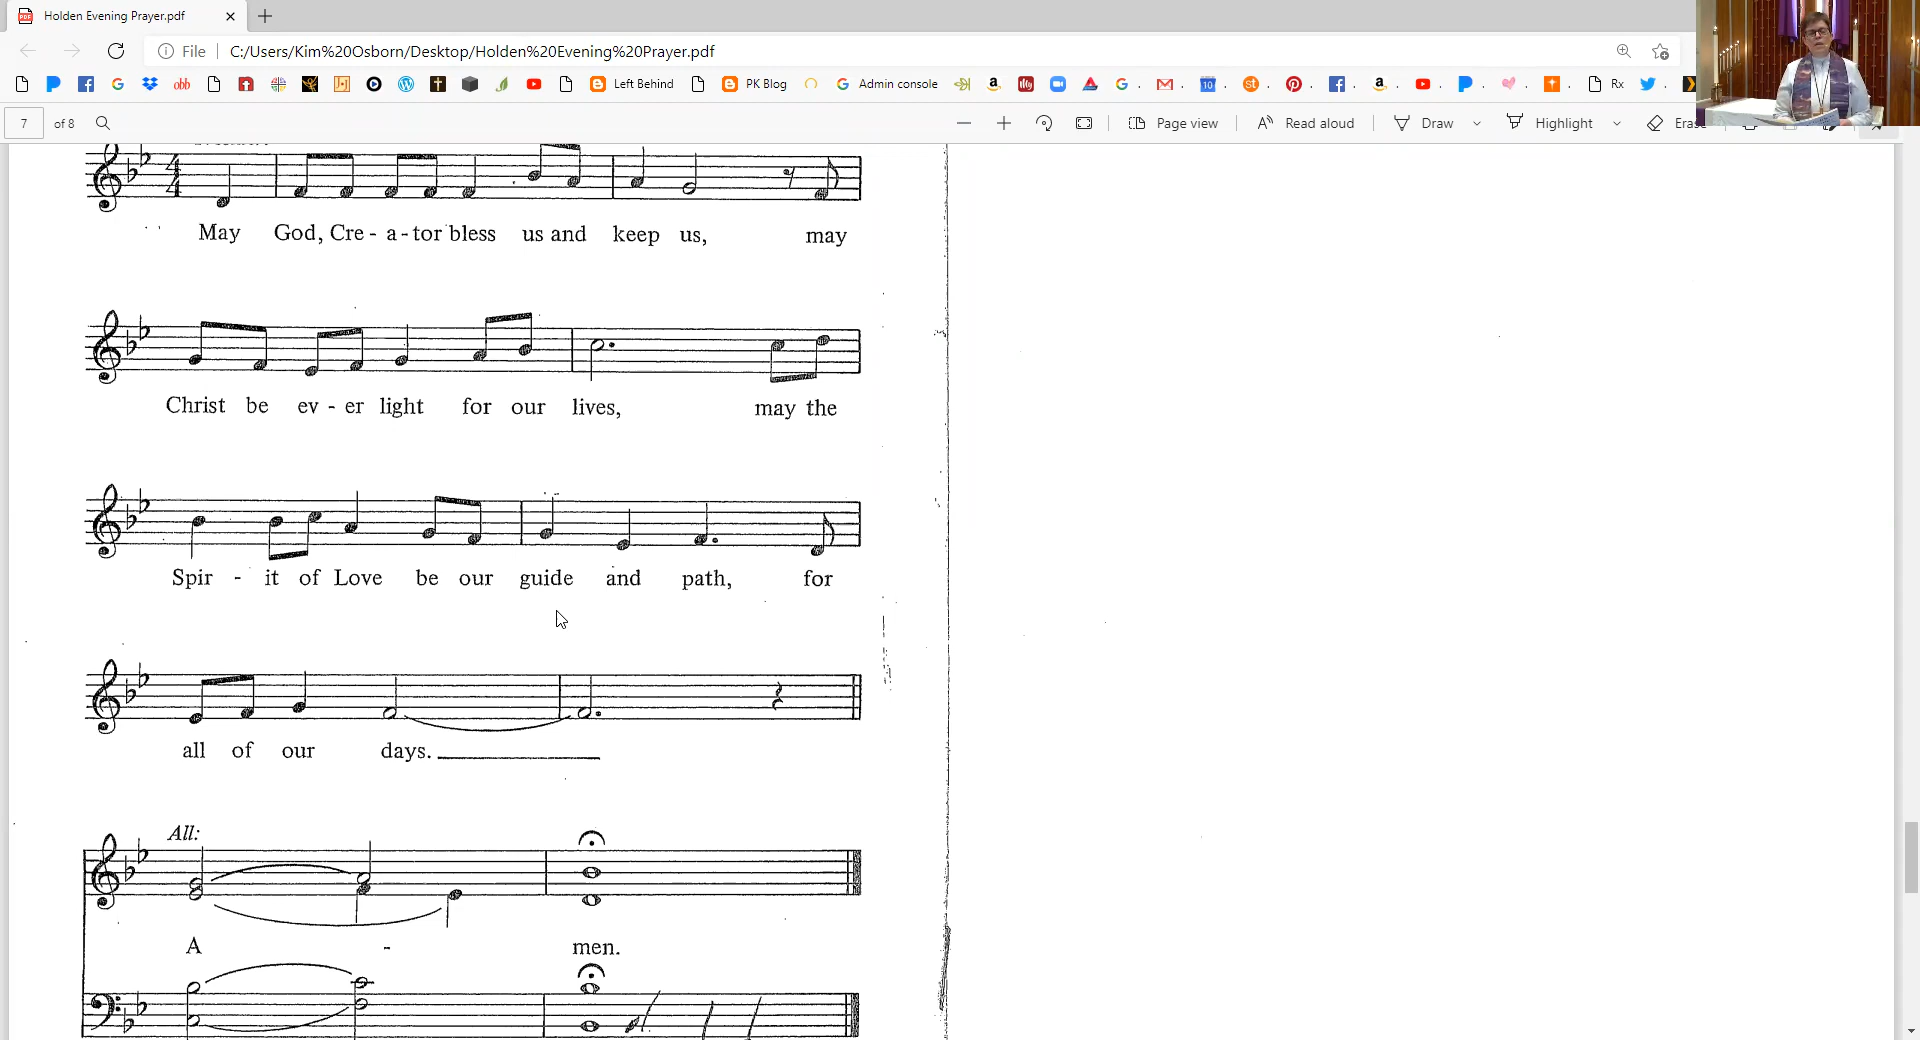 Holden Evening Prayer.pdf
File C:/Users/Kim%20Osborn/Desktop/Holden%20Evening%20Prayer.pdf
Left Behind PK Blog Admin console Rx
7 of 8 Page view Read aloud Draw Highlight Erase
May God, Cre - a - tor bless us and keep us, may
Christ be ev - er light for our lives, may the
Spir - it of Love be our guide and path, for
all of our days.
All:
A - men.